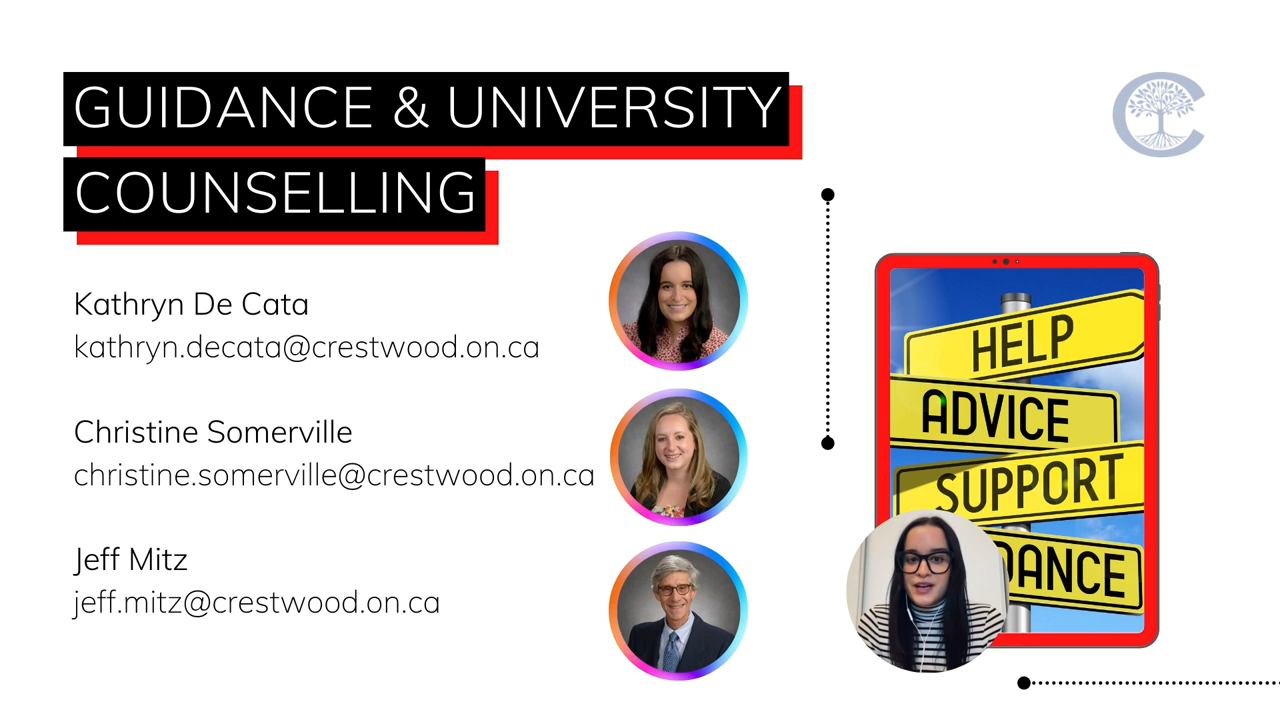 GUIDANCE & UNIVERSITY
COUNSELLING
Kathryn De Cata
kathryn.decata@crestwood.on.ca
Christine Somerville
christine.somerville@crestwood.on.ca
Jeff Mitz
jeff.mitz@crestwood.on.ca
HELP
ADVICE
SUPPORT
DANCE
C